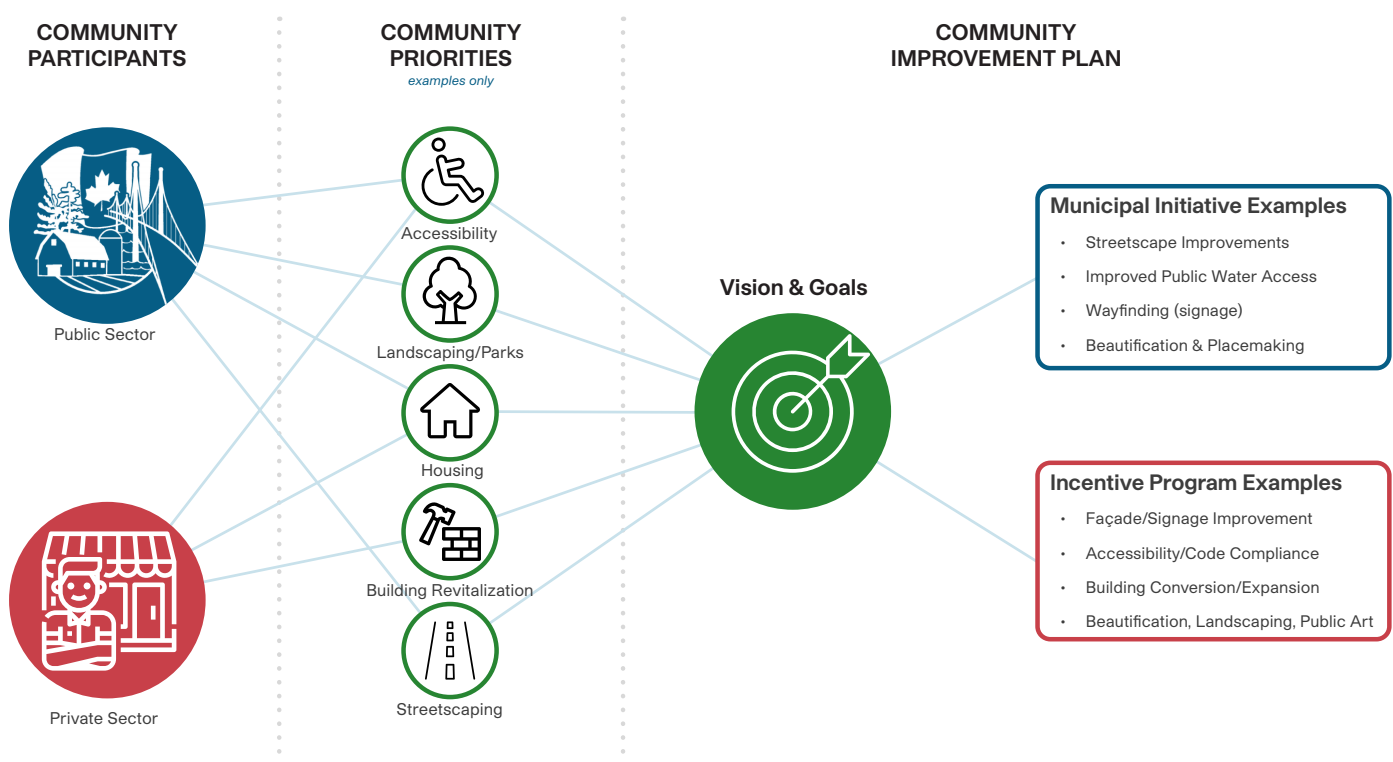 COMMUNITY
PARTICIPANTS
Public Sector
Private Sector
COMMUNITY
PRIORITIES
examples only
Accessibility
Landscaping/Parks
Housing
Building Revitalization
Streetscaping
COMMUNITY
IMPROVEMENT PLAN
Vision & Goals
Municipal Initiative Examples
• Streetscape Improvements
• Improved Public Water Access
• Wayfinding (signage)
• Beautification & Placemaking
Incentive Program Examples
• Façade/Signage Improvement
• Accessibility/Code Compliance
• Building Conversion/Expansion
• Beautification, Landscaping, Public Art